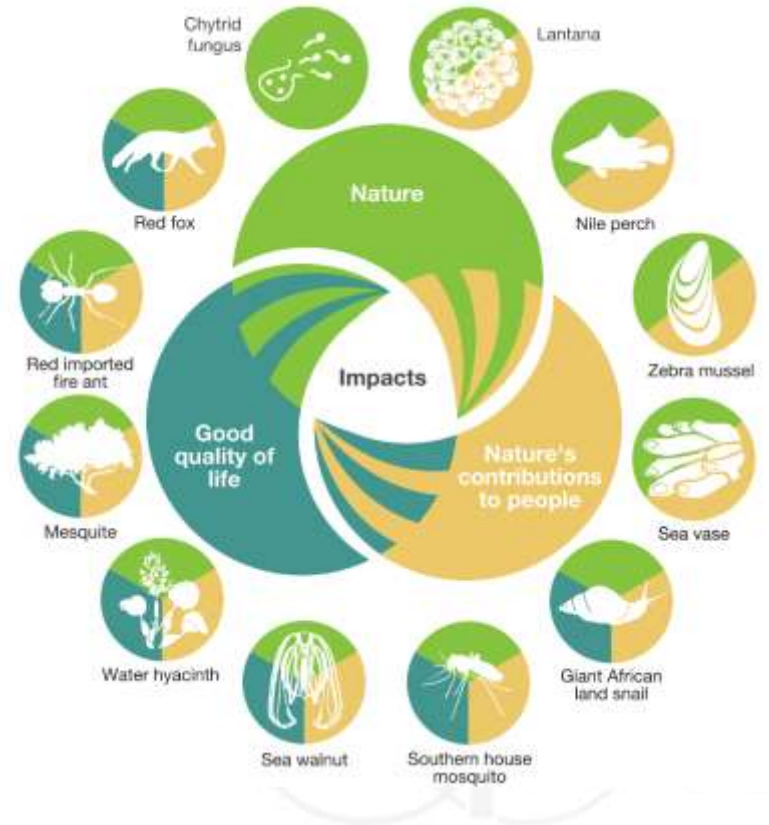 Chytrid
fungus
Lantana
Red fox
Nature
Nile perch
Red imported
fire ant
Impacts
Zebra mussel
Good
quality of
life
Nature's
contributions
to people
Mesquite
Sea vase
Water hyacinth
Giant African
land snail
Sea walnut
Southern house
mosquito